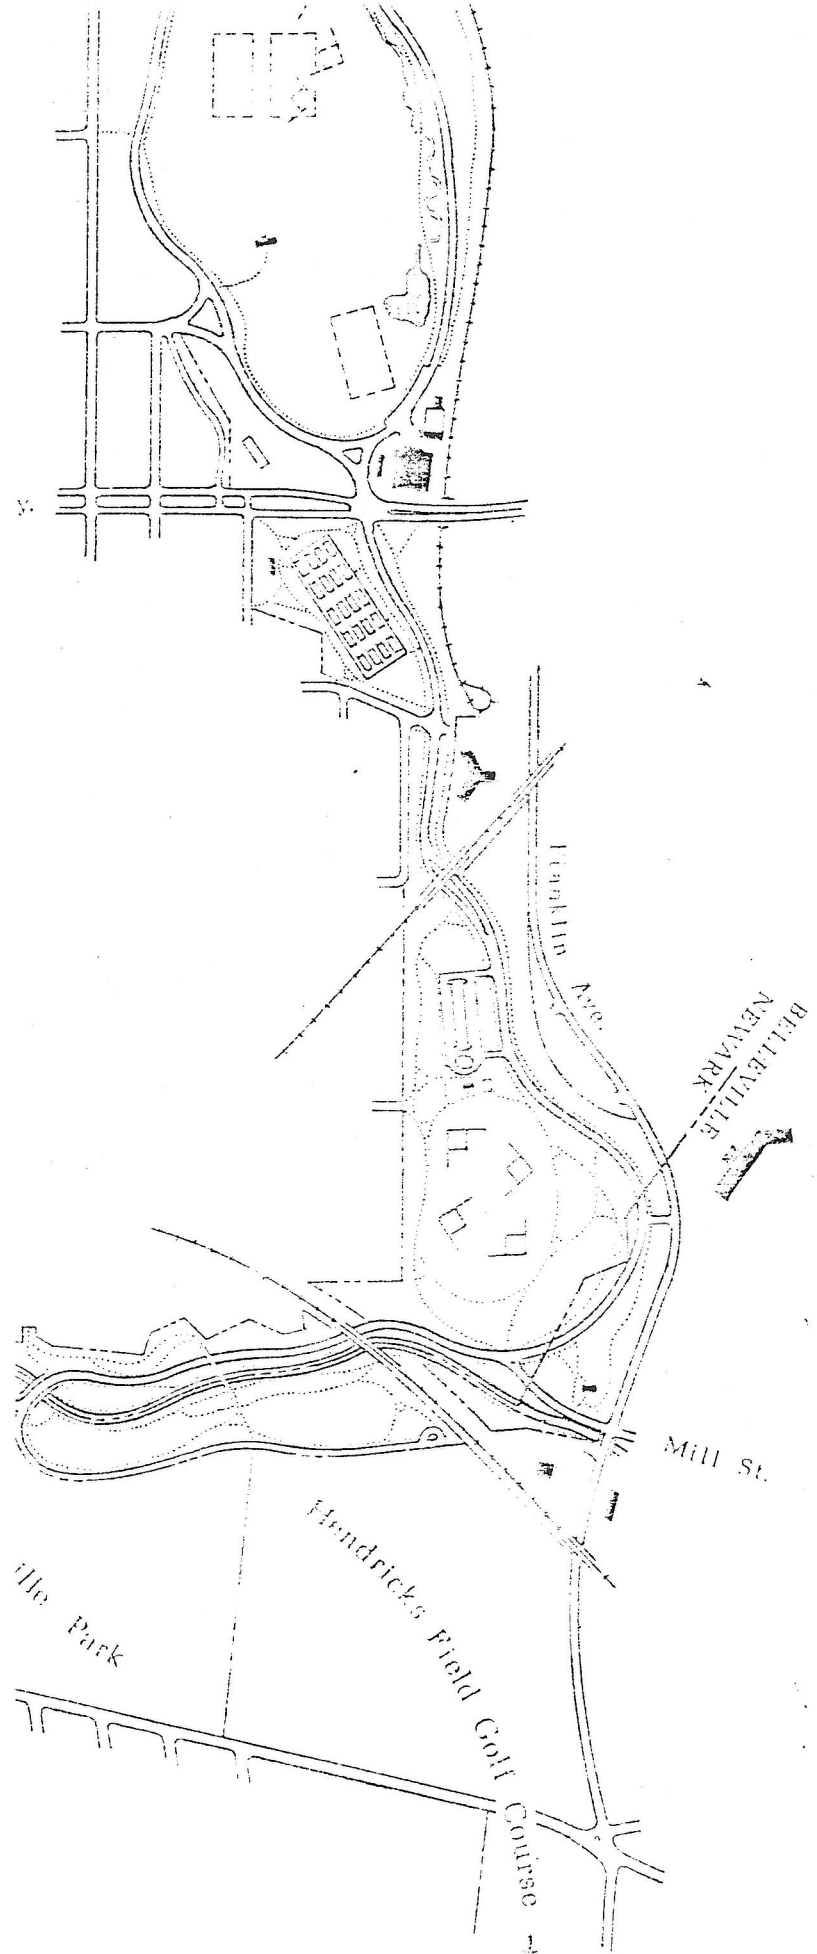 y.
Franklin Ave.
BELLEVILLE
NEWARK
Mill St.
Hendricks Field Golf Course
ille Park